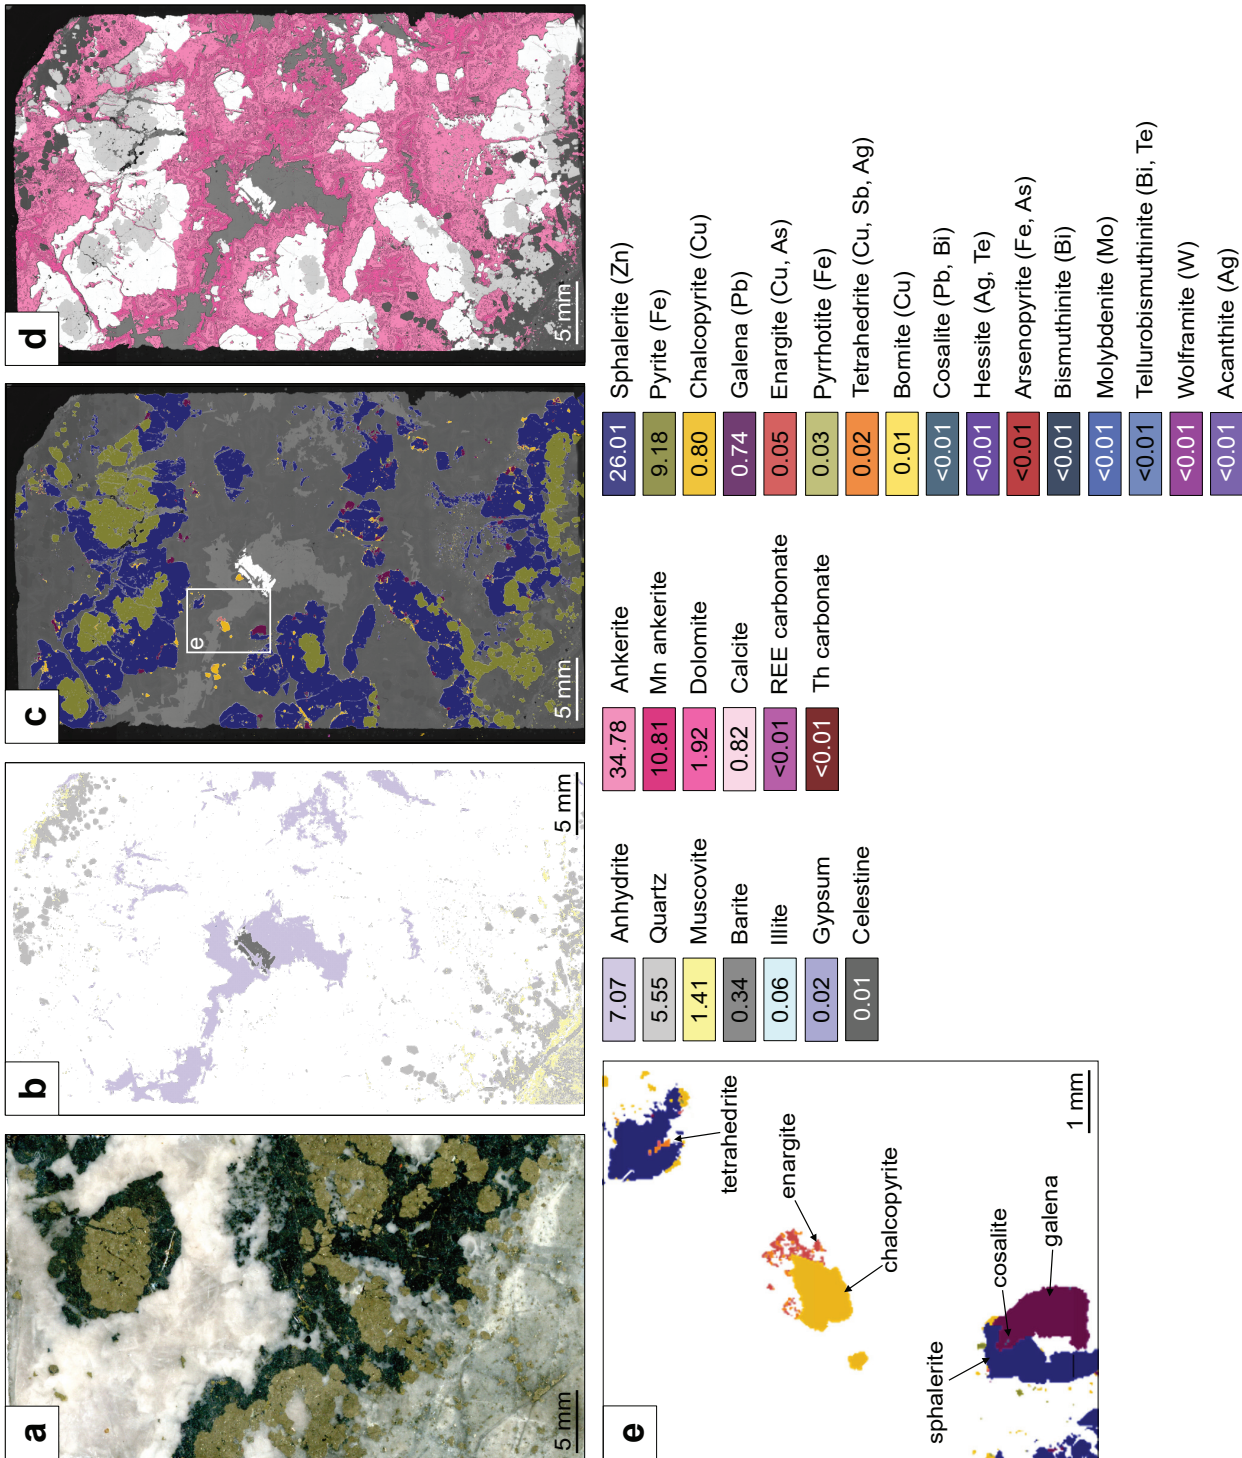 a
5 mm
b
5 mm
c
e
5 mm
d
5 mm
e
tetrahedrite
enargite
chalcopyrite
cosalite
galena
sphalerite
1 mm
7.07 Anhydrite
5.55 Quartz
1.41 Muscovite
0.34 Barite
0.06 Illite
0.02 Gypsum
0.01 Celestine
34.78 Ankerite
10.81 Mn ankerite
1.92 Dolomite
0.82 Calcite
<0.01 REE carbonate
<0.01 Th carbonate
26.01 Sphalerite (Zn)
9.18 Pyrite (Fe)
0.80 Chalcopyrite (Cu)
0.74 Galena (Pb)
0.05 Enargite (Cu, As)
0.03 Pyrrhotite (Fe)
0.02 Tetrahedrite (Cu, Sb, Ag)
0.01 Bornite (Cu)
<0.01 Cosalite (Pb, Bi)
<0.01 Hessite (Ag, Te)
<0.01 Arsenopyrite (Fe, As)
<0.01 Bismuthinite (Bi)
<0.01 Molybdenite (Mo)
<0.01 Tellurobismuthinite (Bi, Te)
<0.01 Wolframite (W)
<0.01 Acanthite (Ag)